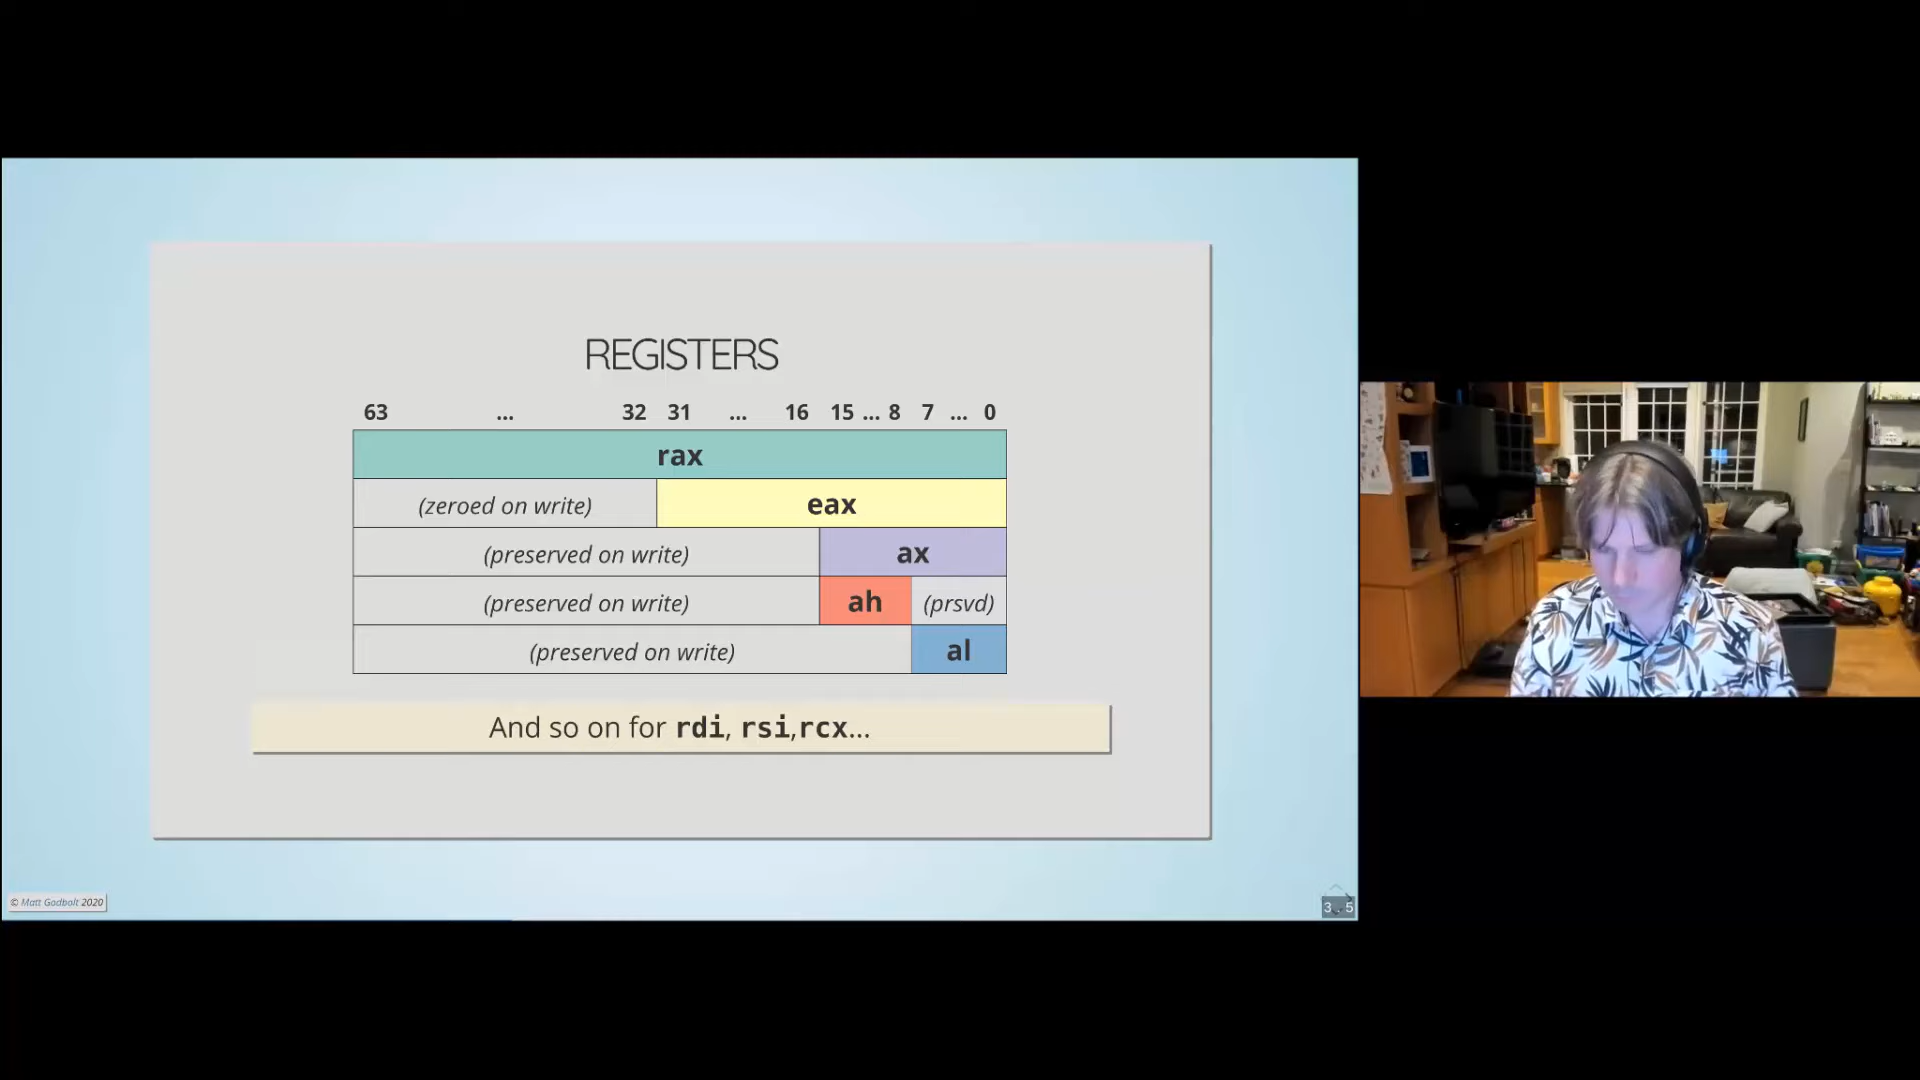 REGISTERS
63 ... 32 31 ... 16 15 ... 8 7 ... 0
rax
(zeroed on write) eax
(preserved on write) ax
(preserved on write) ah (prsvd)
(preserved on write) al
And so on for rdi, rsi,rcx...
© Matt Godbolt 2020
3 . 5